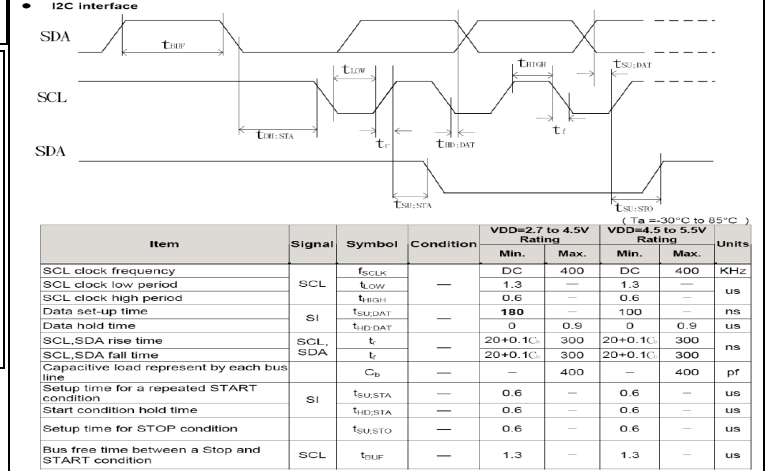 ● I2C interface
SDA
tBUF
tLOW
tHIGH
tSU;DAT
SCL
tDH;STA
tr
tHD;DAT
tf
SDA
tSU;STA
tSU;STO
( Ta =-30°C to 85°C )
Item Signal Symbol Condition VDD=2.7 to 4.5V Rating VDD=4.5 to 5.5V Rating Units
Min. Max. Min. Max.
SCL clock frequency SCL fSCLK — DC 400 DC 400 KHz
SCL clock low period tLOW 1.3 — 1.3 — us
SCL clock high period tHIGH 0.6 — 0.6 —
Data set-up time SI tSU;DAT — 180 — 100 — ns
Data hold time tHD;DAT 0 0.9 0 0.9 us
SCL,SDA rise time SCL, SDA tr — 20+0.1Cb 300 20+0.1Cb 300 ns
SCL,SDA fall time tf 20+0.1Cb 300 20+0.1Cb 300
Capacitive load represent by each bus line Cb — — 400 — 400 pf
Setup time for a repeated START condition SI tSU;STA — 0.6 — 0.6 — us
Start condition hold time tHD;STA — 0.6 — 0.6 — us
Setup time for STOP condition tSU;STO — 0.6 — 0.6 — us
Bus free time between a Stop and START condition SCL tBUF — 1.3 — 1.3 — us